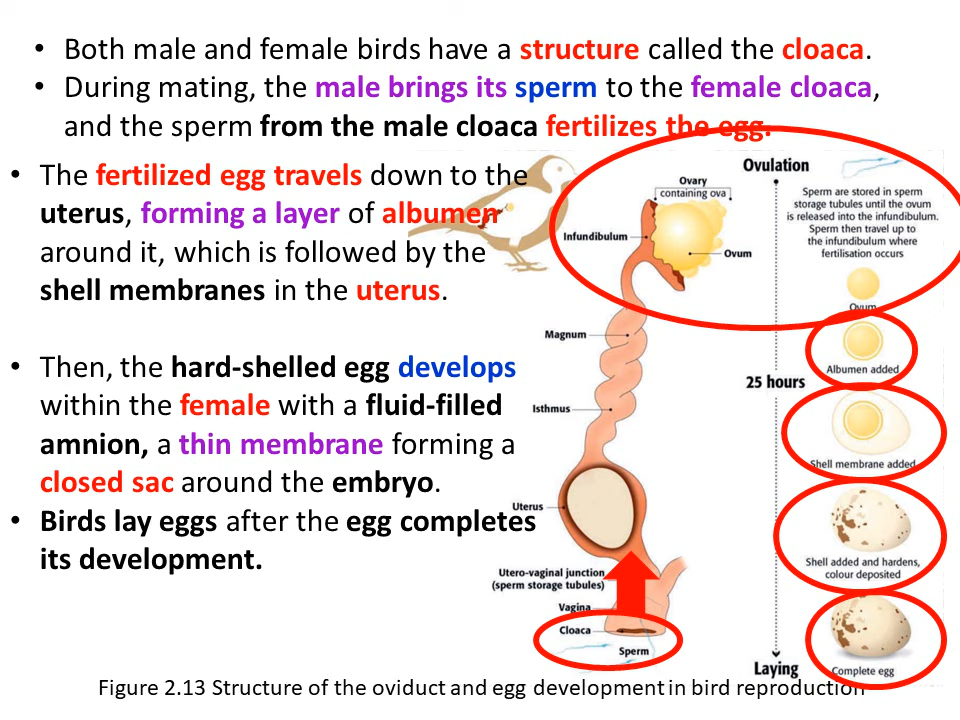 • Both male and female birds have a structure called the cloaca.
• During mating, the male brings its sperm to the female cloaca,
and the sperm from the male cloaca fertilizes the egg.
• The fertilized egg travels down to the
uterus, forming a layer of albumen
around it, which is followed by the
shell membranes in the uterus.
• Then, the hard-shelled egg develops
within the female with a fluid-filled
amnion, a thin membrane forming a
closed sac around the embryo.
• Birds lay eggs after the egg completes
its development.
Ovulation
Ovary
containing ova
Infundibulum
Ovum
Sperm are stored in sperm
storage tubules until the ovum
is released into the infundibulum.
Sperm then travel up to
the infundibulum where
fertilisation occurs
Ovum
Magnum
Albumen added
25 hours
Isthmus
Shell membrane added
Uterus
Shell added and hardens,
colour deposited
Utero-vaginal junction
(sperm storage tubules)
Vagina
Cloaca
Sperm
Laying
Complete egg
Figure 2.13 Structure of the oviduct and egg development in bird reproduction